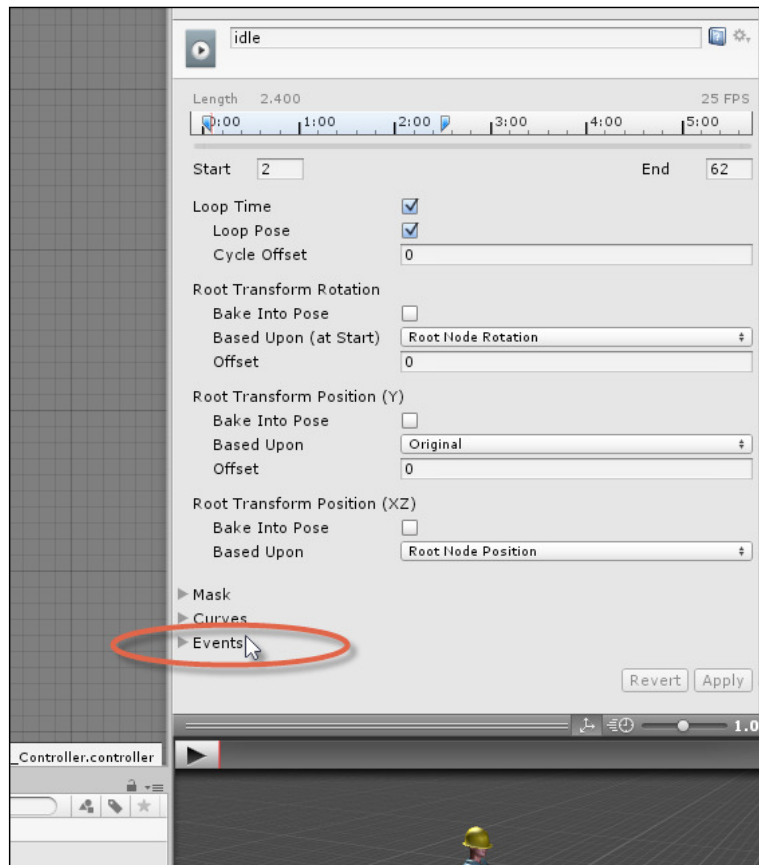 idle
Length 2.400 25 FPS
0:00 1:00 2:00 3:00 4:00 5:00
Start 2 End 62
Loop Time
Loop Pose
Cycle Offset 0
Root Transform Rotation
Bake Into Pose
Based Upon (at Start) Root Node Rotation
Offset 0
Root Transform Position (Y)
Bake Into Pose
Based Upon Original
Offset 0
Root Transform Position (XZ)
Bake Into Pose
Based Upon Root Node Position
Mask
Curves
Events
Revert Apply
1.0
_Controller.controller